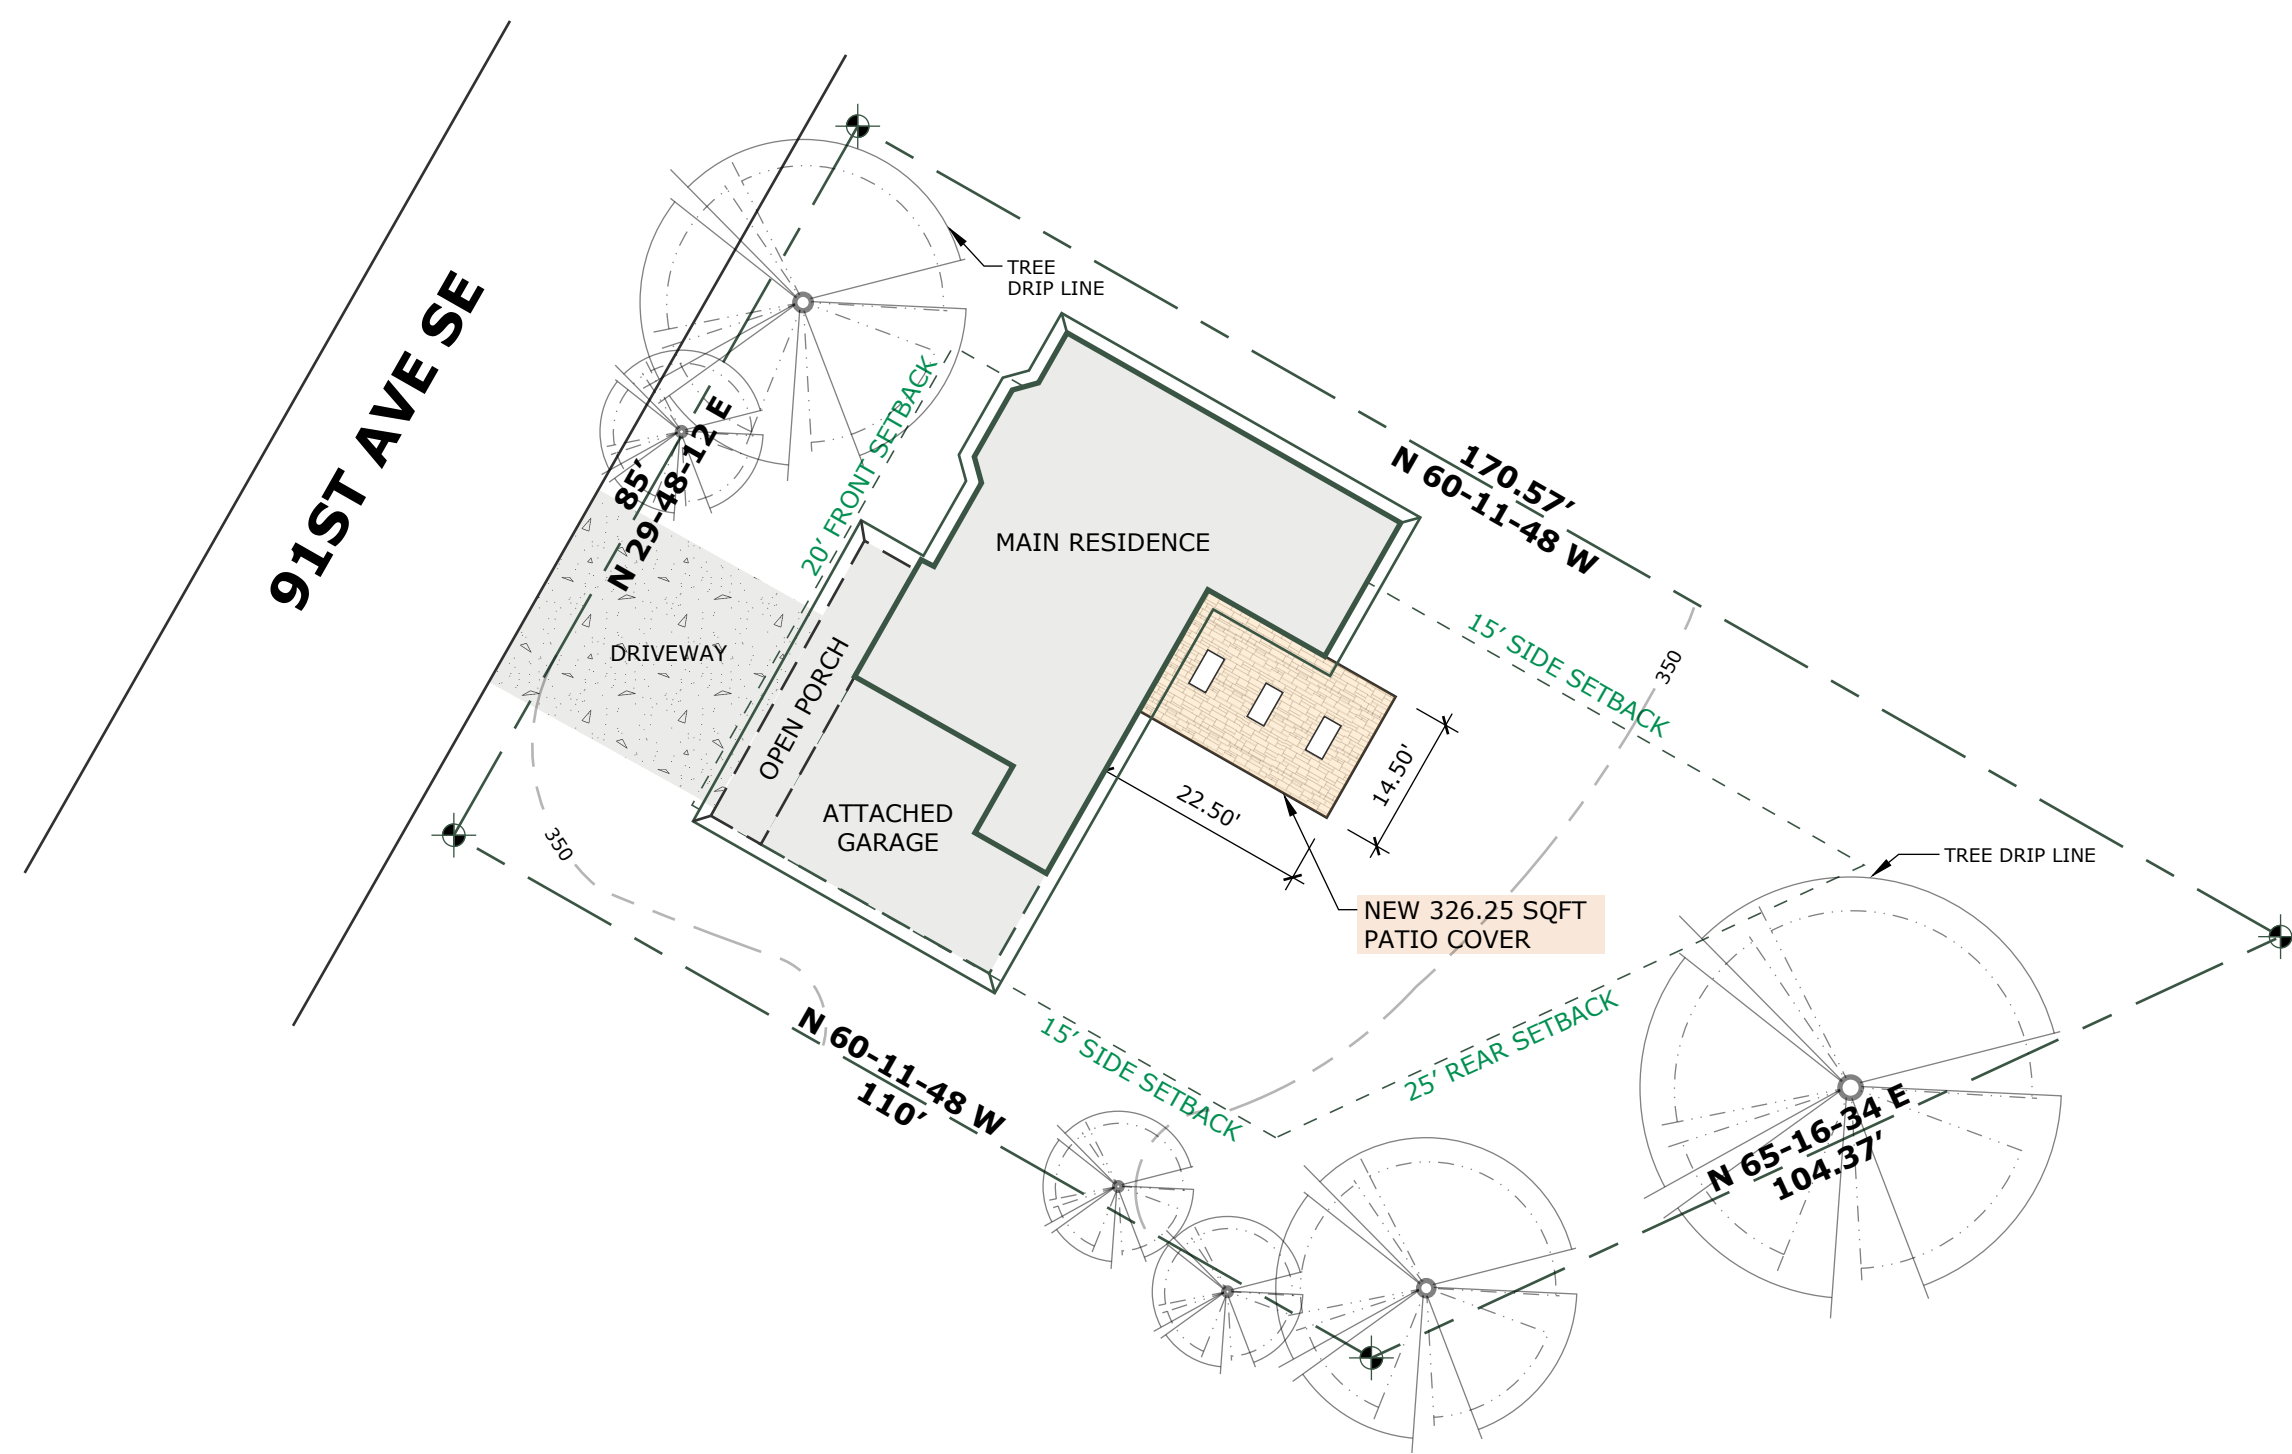 91ST AVE SE
TREE
DRIP LINE
85’
N 29-48-12 E
20’ FRONT SETBACK
170.57’
N 60-11-48 W
MAIN RESIDENCE
DRIVEWAY
OPEN PORCH
15’ SIDE SETBACK
350
14.50'
22.50'
ATTACHED
GARAGE
350
TREE DRIP LINE
NEW 326.25 SQFT
PATIO COVER
N 60-11-48 W
110’
15’ SIDE SETBACK
25’ REAR SETBACK
N 65-16-34 E
104.37’